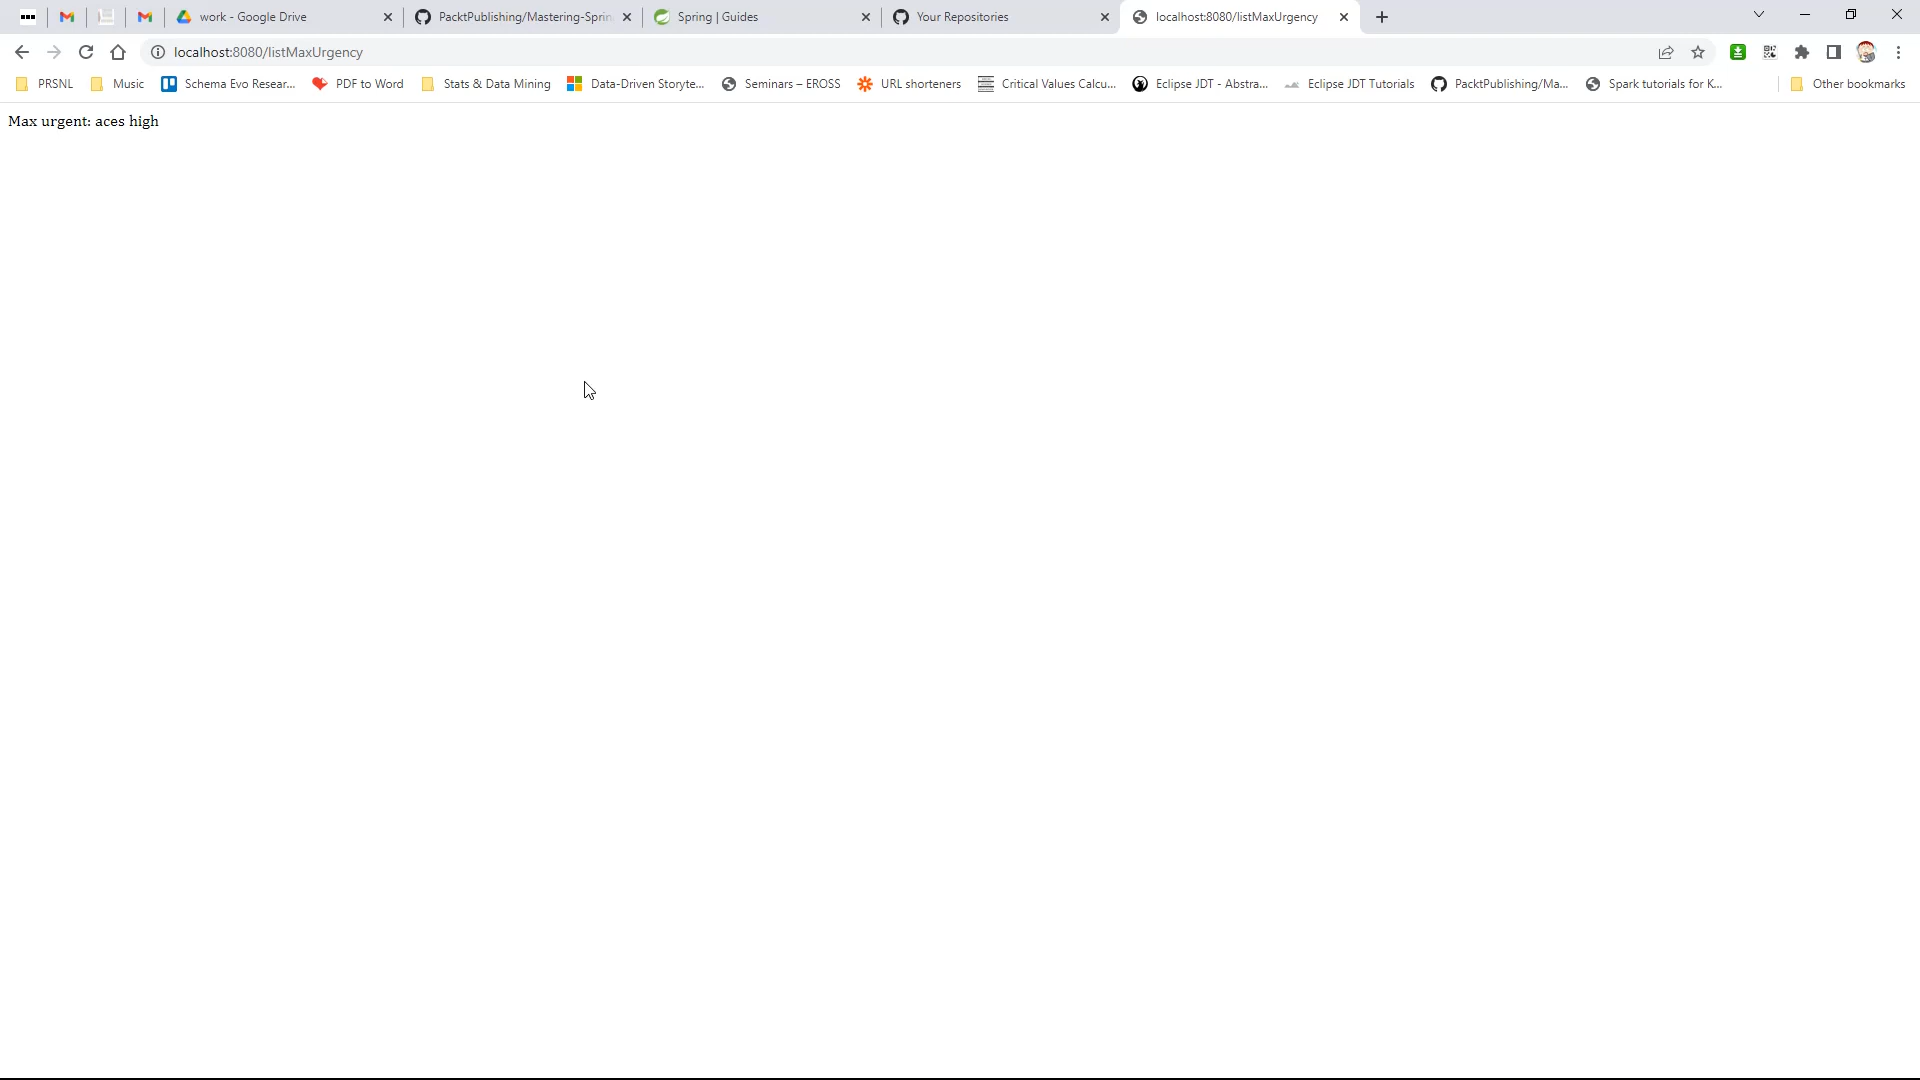 work - Google Drive
PacktPublishing/Mastering-Sprin
Spring | Guides
Your Repositories
localhost:8080/listMaxUrgency
localhost:8080/listMaxUrgency
PRSNL
Music
Schema Evo Resear...
PDF to Word
Stats & Data Mining
Data-Driven Storyte...
Seminars – EROSS
URL shorteners
Critical Values Calcu...
Eclipse JDT - Abstra...
Eclipse JDT Tutorials
PacktPublishing/Ma...
Spark tutorials for K...
Other bookmarks
Max urgent: aces high